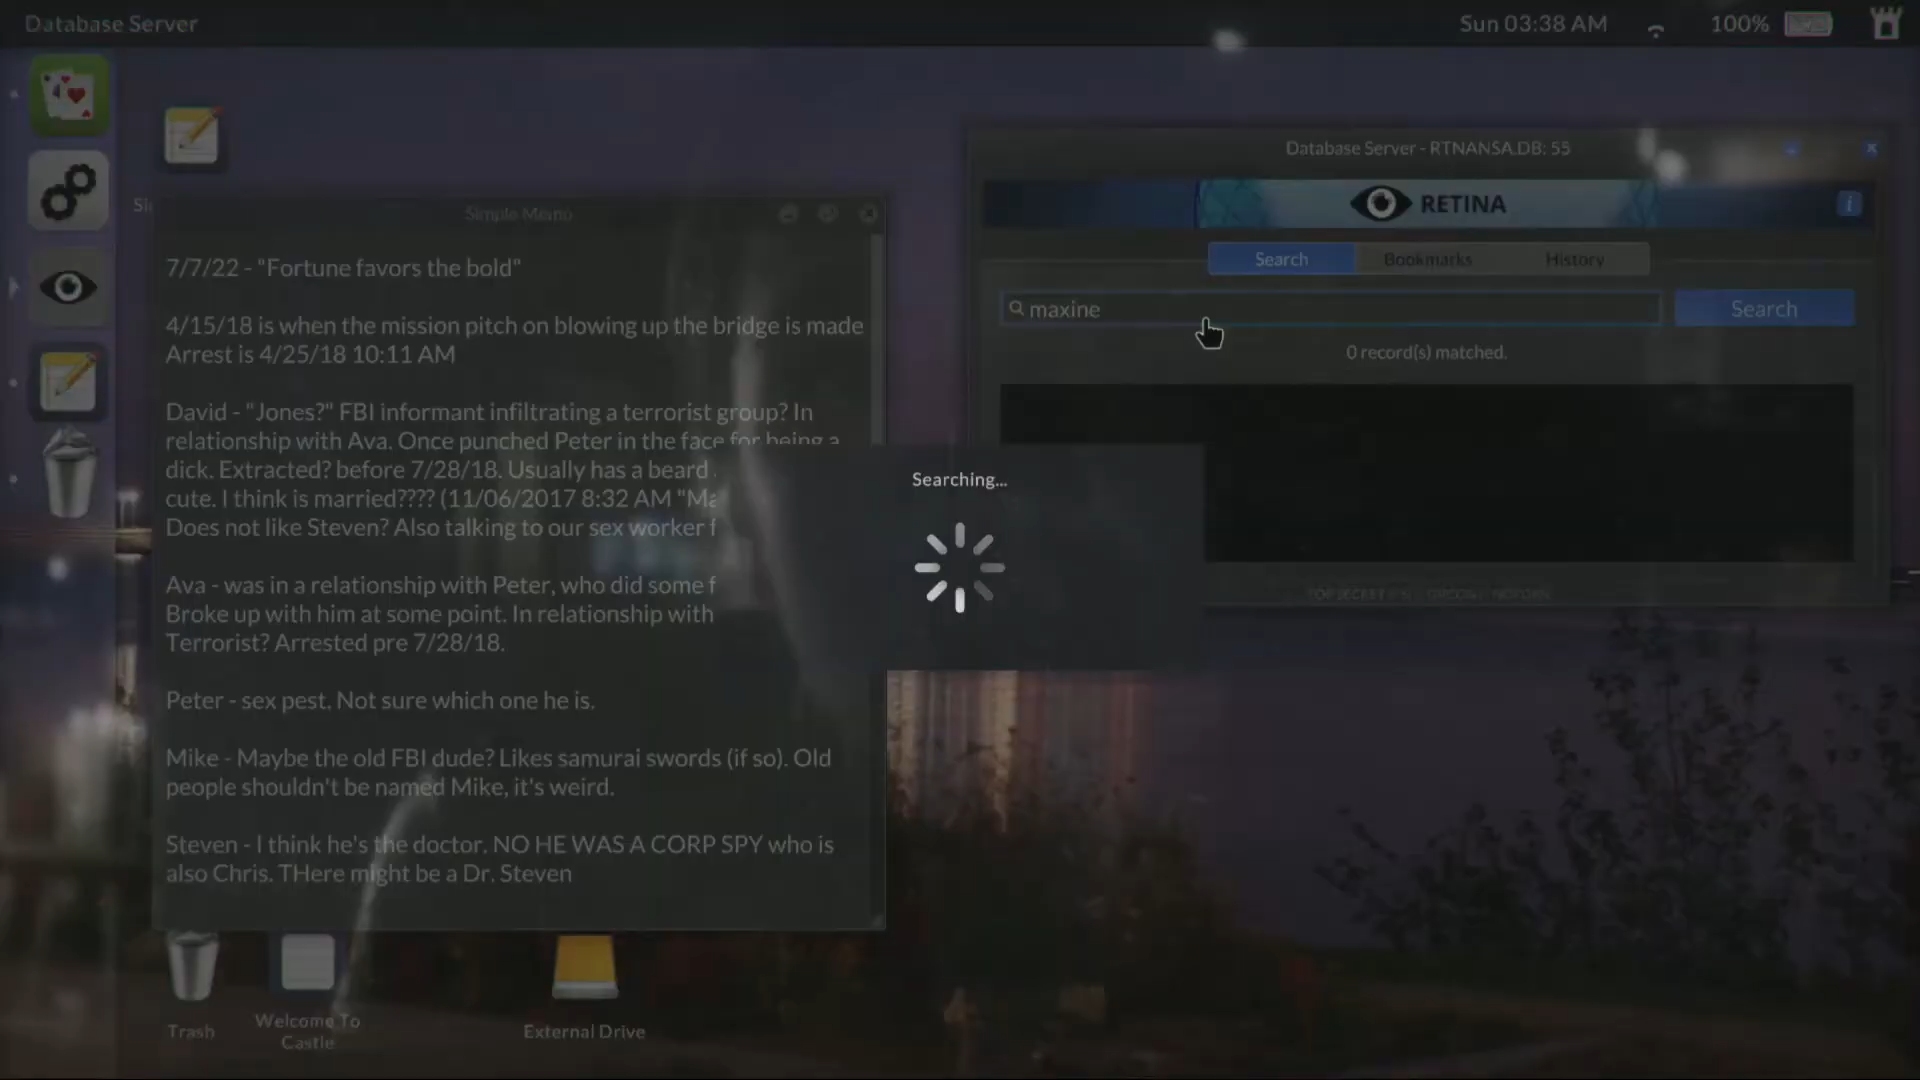 Database Server
Sun 03:38 AM
100%
Simple Memo
7/7/22 - "Fortune favors the bold"
4/15/18 is when the mission pitch on blowing up the bridge is made
Arrest is 4/25/18 10:11 AM
David - "Jones?" FBI informant infiltrating a terrorist group? In
relationship with Ava. Once punched Peter in the face for being a
dick. Extracted? before 7/28/18. Usually has a beard
cute. I think is married???? (11/06/2017 8:32 AM "Ma
Does not like Steven? Also talking to our sex worker f
Ava - was in a relationship with Peter, who did some f
Broke up with him at some point. In relationship with
Terrorist? Arrested pre 7/28/18.
Peter - sex pest. Not sure which one he is.
Mike - Maybe the old FBI dude? Likes samurai swords (if so). Old
people shouldn't be named Mike, it's weird.
Steven - I think he's the doctor. NO HE WAS A CORP SPY who is
also Chris. THere might be a Dr. Steven
Database Server - RTNANSA.DB: 55
RETINA
i
Search Bookmarks History
maxine
Search
0 record(s) matched.
Searching...
Trash
Welcome To
Castle
External Drive